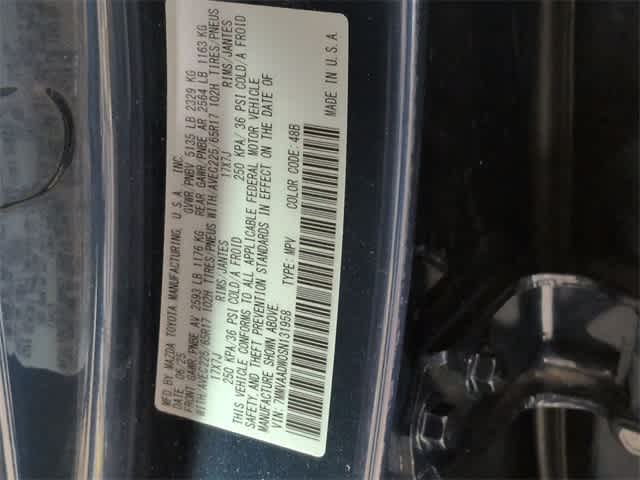 MFD BY MAZDA TOYOTA MANUFACTURING, U.S.A. INC.
DATE: 06/25 GVWR/PNBV 5135 LB 2329 KG
FRONT GAWR/PNBE AV 2593 LB 1176 KG REAR GAWR/PNBE AR 2564 LB 1163 KG
WITH/AVEC225/65R17 102H TIRES/PNEUS WITH/AVEC225/65R17 102H TIRES/PNEUS
17X7J RIMS/JANTES 17X7J RIMS/JANTES
250 KPA/36 PSI COLD/A FROID 250 KPA/36 PSI COLD/A FROID
THIS VEHICLE CONFORMS TO ALL APPLICABLE FEDERAL MOTOR VEHICLE
SAFETY, AND THEFT PREVENTION STANDARDS IN EFFECT ON THE DATE OF
MANUFACTURE SHOWN ABOVE.
VIN: 7MMVAADW0SN131958 TYPE: MPV COLOR CODE: 48B MADE IN U.S.A.